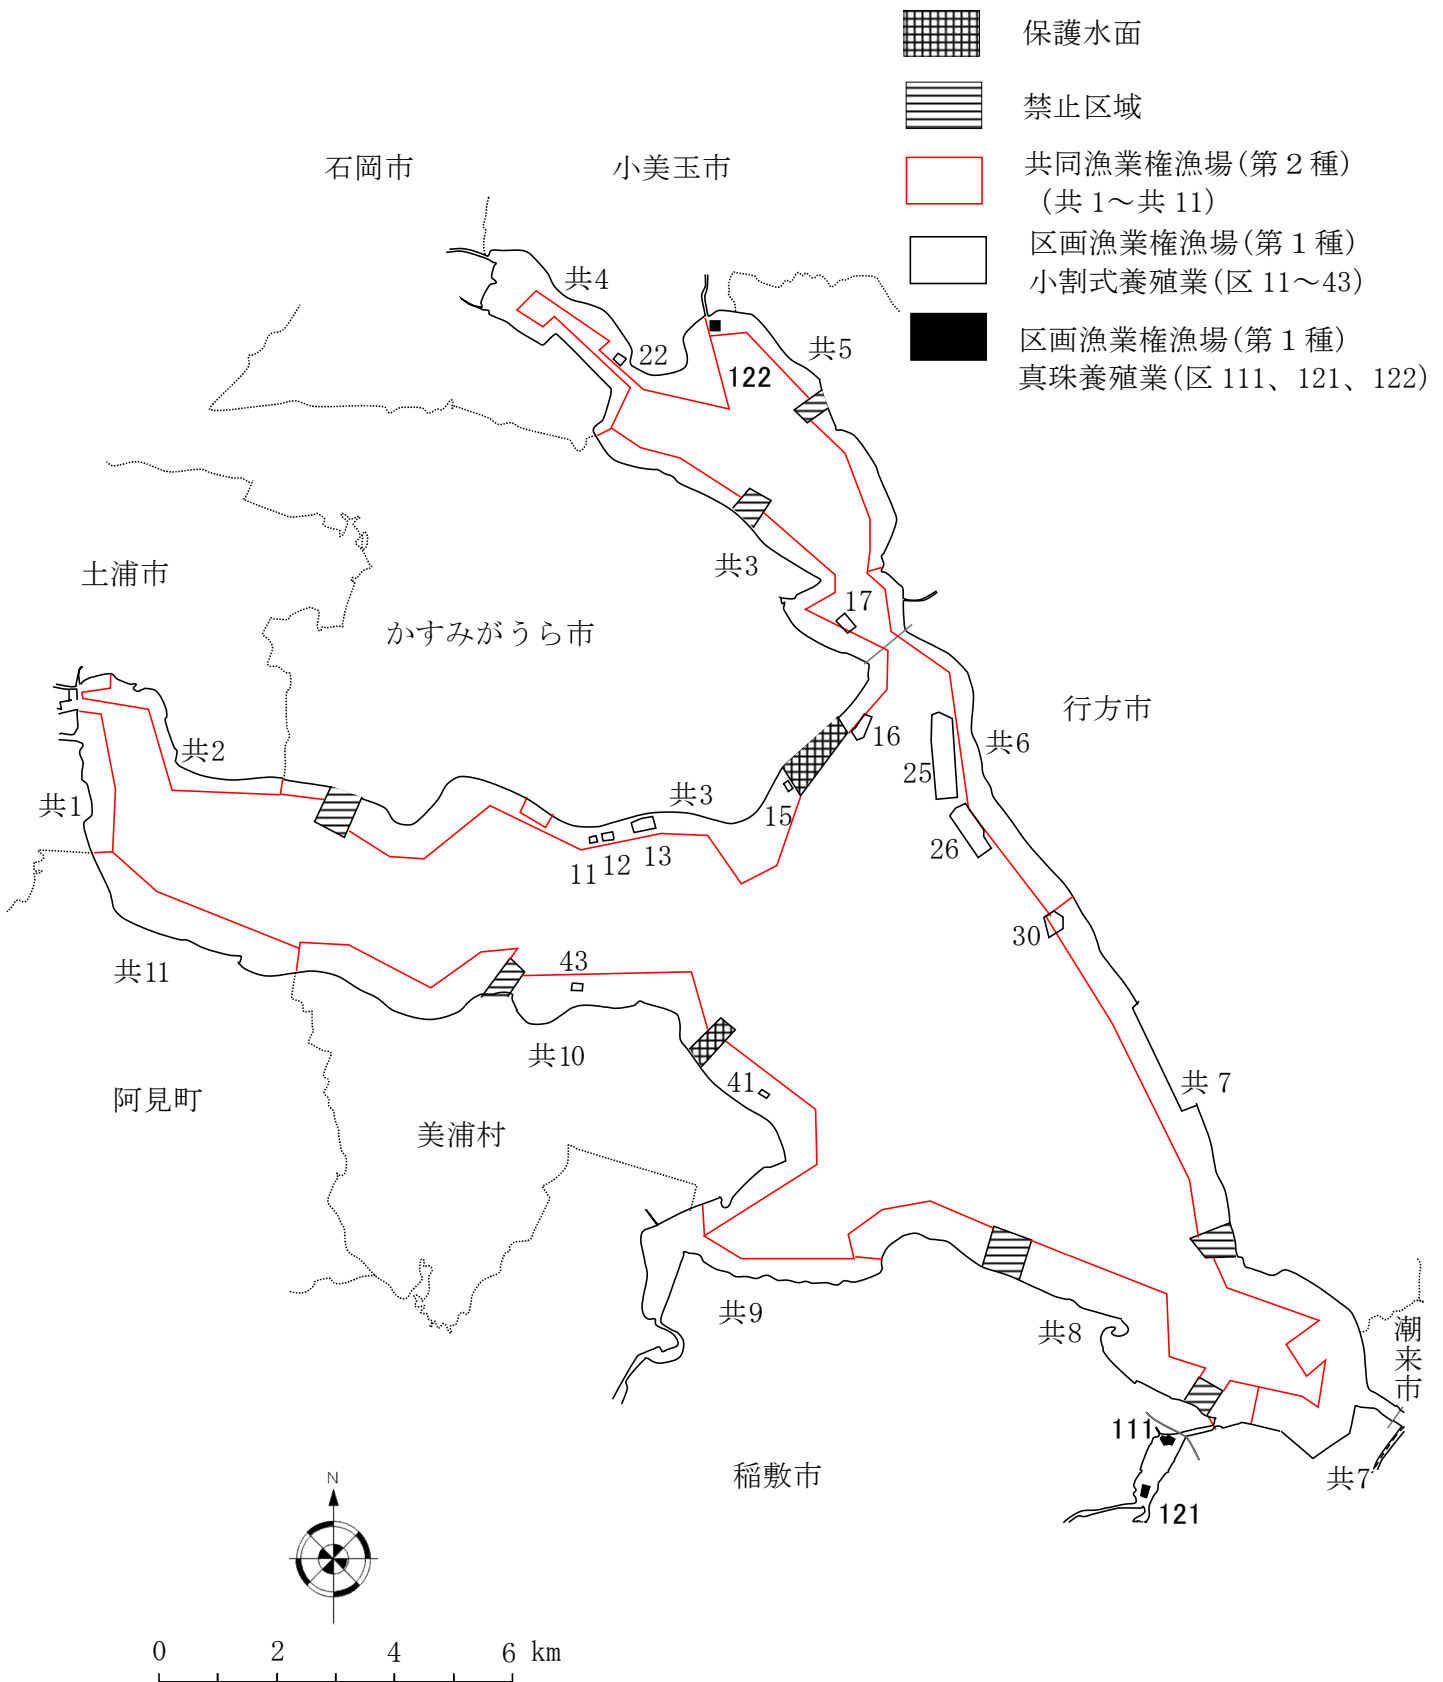 保護水面
禁止区域
石岡市
小美玉市
共同漁業権漁場(第２種)
(共 1～共 11)
区画漁業権漁場(第１種)
小割式養殖業(区 11～43)
区画漁業権漁場(第１種)
真珠養殖業(区 111、121、122)
共4
22
122
共5
共3
土浦市
かすみがうら市
17
行方市
共2
16
共6
25
共1
共3
15
11
12
13
26
30
共11
43
共10
41
共 7
阿見町
美浦村
共9
共8
潮来市
111
稲敷市
共7
121
N
0 2 4 6 km